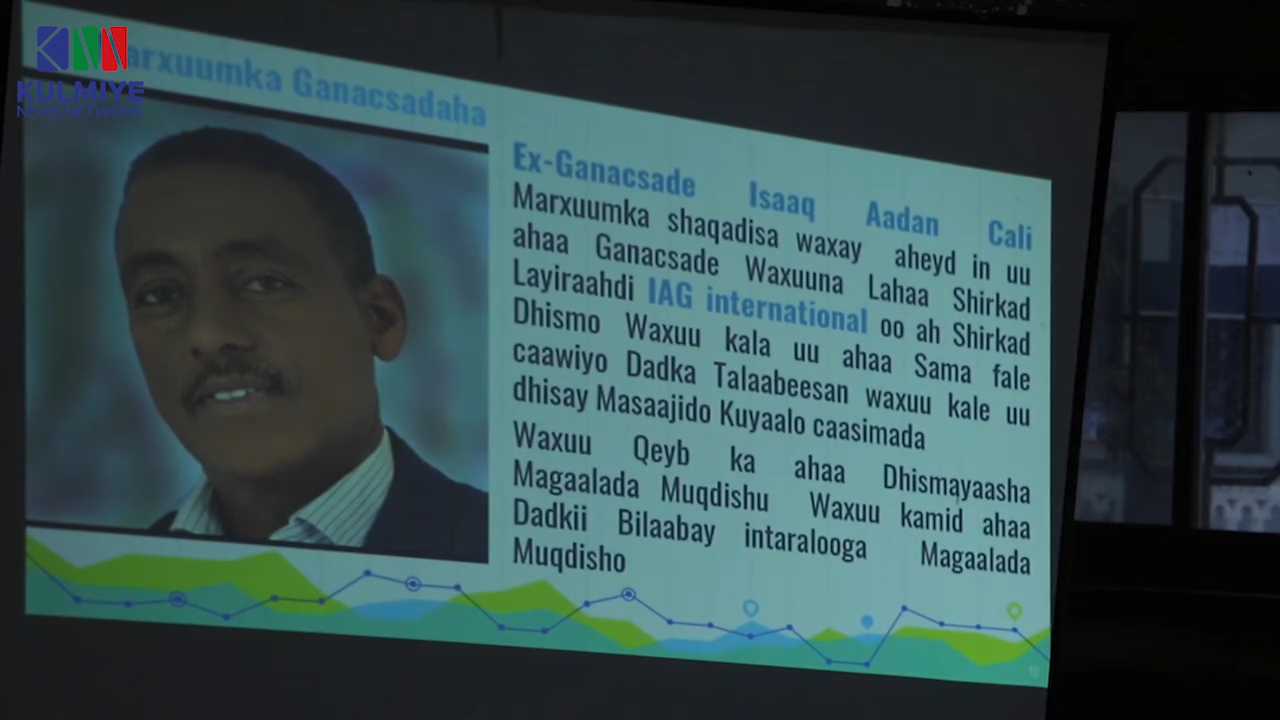 KULMIYE
NEWS NETWORK
Marxuumka Ganacsadaha
Ex-Ganacsade Isaaq Aadan Cali
Marxuumka shaqadisa waxay aheyd in uu
ahaa Ganacsade Waxuuna Lahaa Shirkad
Layiraahdi IAG international oo ah Shirkad
Dhismo Waxuu kala uu ahaa Sama fale
caawiyo Dadka Talaabeesan waxuu kale uu
dhisay Masaajido Kuyaalo caasimada
Waxuu Qeyb ka ahaa Dhismayaasha
Magaalada Muqdishu Waxuu kamid ahaa
Dadkii Bilaabay intaralooga Magaalada
Muqdisho
12